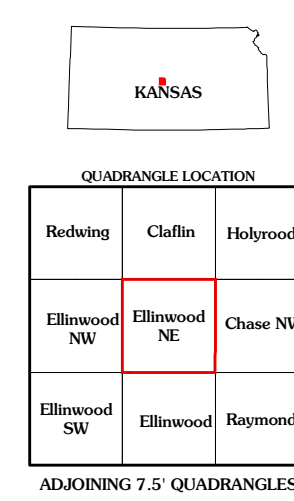 KANSAS
QUADRANGLE LOCATION
Redwing Claflin Holyrood
Ellinwood NW Ellinwood NE Chase NW
Ellinwood SW Ellinwood Raymond
ADJOINING 7.5' QUADRANGLES